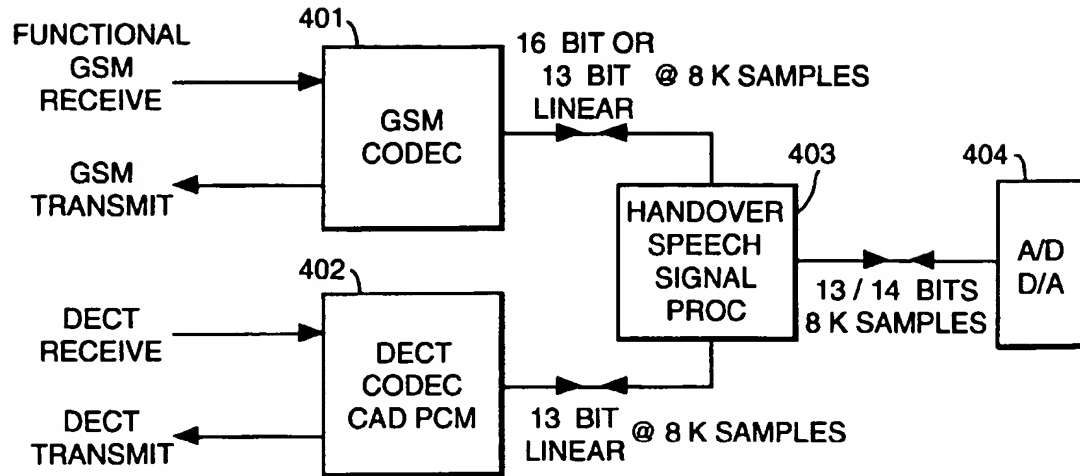 FUNCTIONAL
GSM
RECEIVE
GSM
TRANSMIT
401
GSM
CODEC
16 BIT OR
13 BIT @ 8 K SAMPLES
LINEAR
403
HANDOVER
SPEECH
SIGNAL
PROC
404
A/D
D/A
13 / 14 BITS
8 K SAMPLES
402
DECT
RECEIVE
DECT
TRANSMIT
DECT
CODEC
CAD PCM
13 BIT
LINEAR @ 8 K SAMPLES